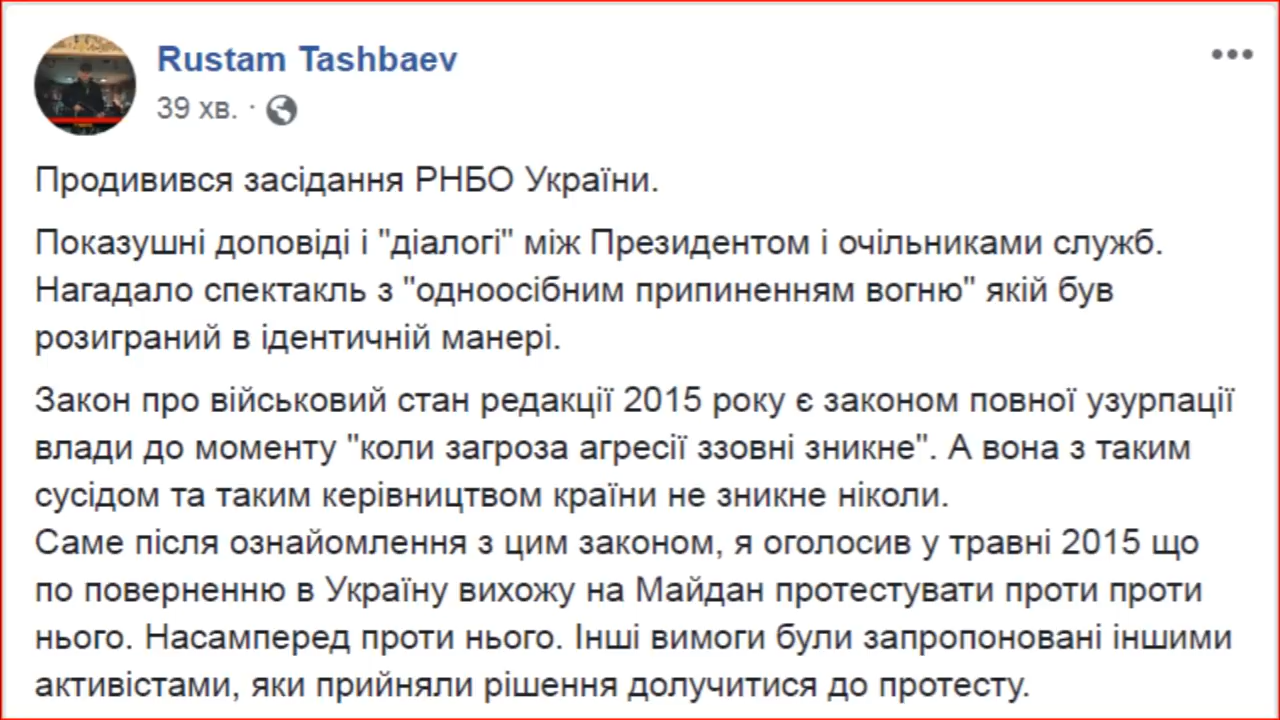 Rustam Tashbaev
39 хв. ·
Продивився засідання РНБО України.
Показушні доповіді і "діалогі" між Президентом і очільниками служб.
Нагадало спектакль з "одноосібним припиненням вогню" якій був
розиграний в ідентичній манері.
Закон про військовий стан редакції 2015 року є законом повної узурпації
влади до моменту "коли загроза агресії ззовні зникне". А вона з таким
сусідом та таким керівництвом країни не зникне ніколи.
Саме після ознайомлення з цим законом, я оголосив у травні 2015 що
по поверненню в Україну вихожу на Майдан протестувати проти проти
нього. Насамперед проти нього. Інші вимоги були запропоновані іншими
активістами, яки прийняли рішення долучитися до протесту.